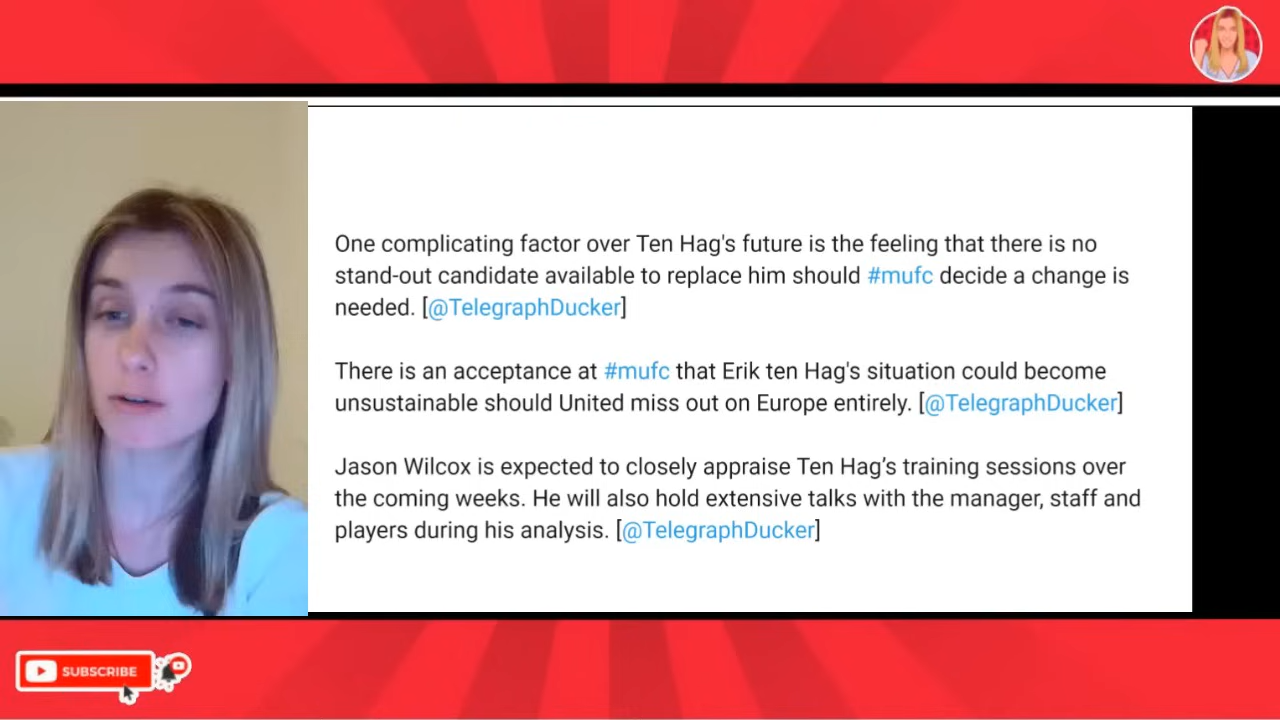 One complicating factor over Ten Hag's future is the feeling that there is no
stand-out candidate available to replace him should #mufc decide a change is
needed. [@TelegraphDucker]
There is an acceptance at #mufc that Erik ten Hag's situation could become
unsustainable should United miss out on Europe entirely. [@TelegraphDucker]
Jason Wilcox is expected to closely appraise Ten Hag’s training sessions over
the coming weeks. He will also hold extensive talks with the manager, staff and
players during his analysis. [@TelegraphDucker]
SUBSCRIBE